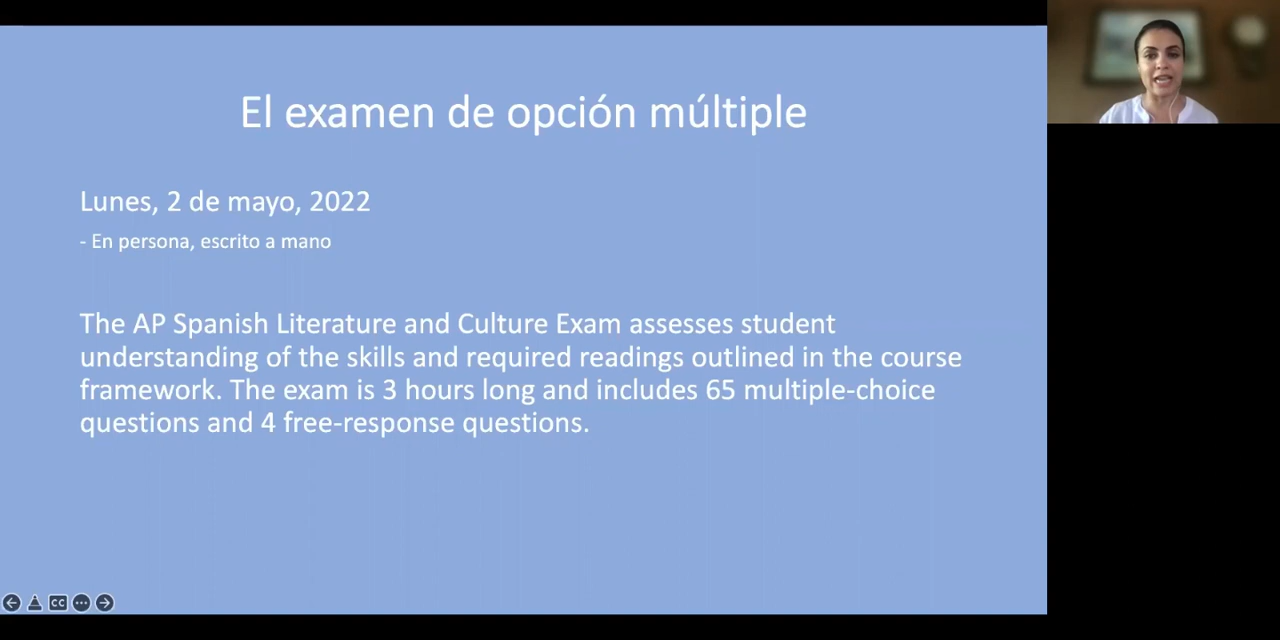 El examen de opción múltiple
Lunes, 2 de mayo, 2022
- En persona, escrito a mano
The AP Spanish Literature and Culture Exam assesses student
understanding of the skills and required readings outlined in the course
framework. The exam is 3 hours long and includes 65 multiple-choice
questions and 4 free-response questions.
CC